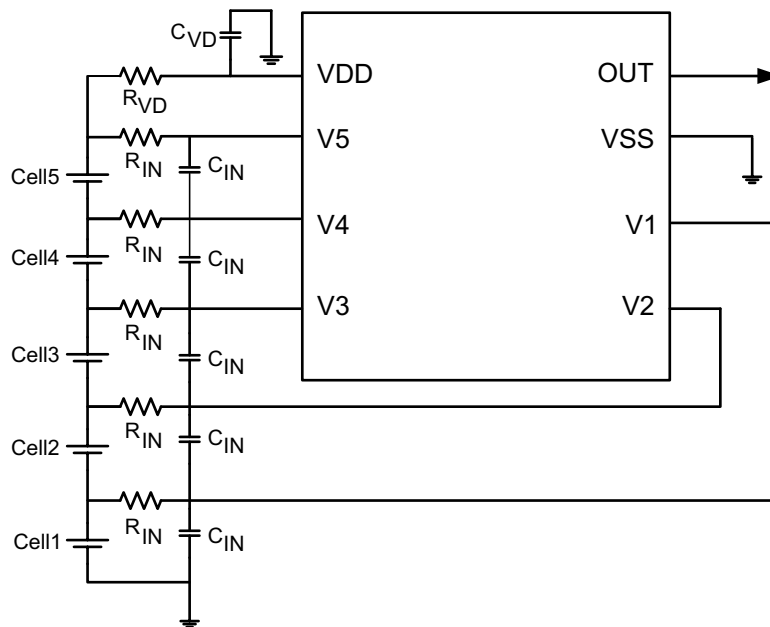 CVD
VDD
OUT
RVD
V5
VSS
RIN
CIN
Cell5
V4
V1
RIN
CIN
Cell4
V3
V2
RIN
CIN
Cell3
RIN
CIN
Cell2
RIN
CIN
Cell1